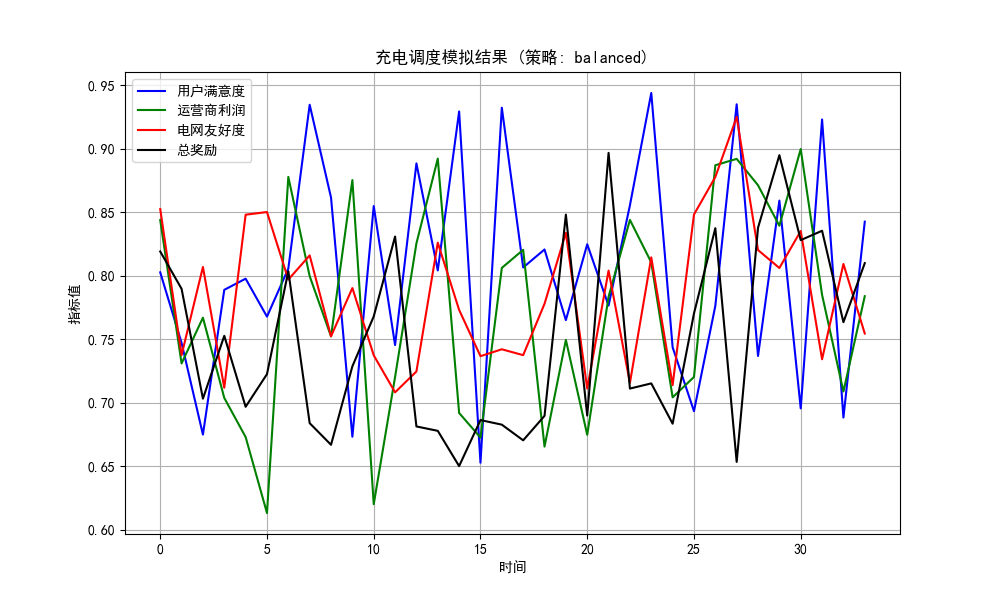 充电调度模拟结果 (策略: balanced)
用户满意度
运营商利润
电网友好度
总奖励
指标值
0.95
0.90
0.85
0.80
0.75
0.70
0.65
0.60
0 5 10 15 20 25 30
时间